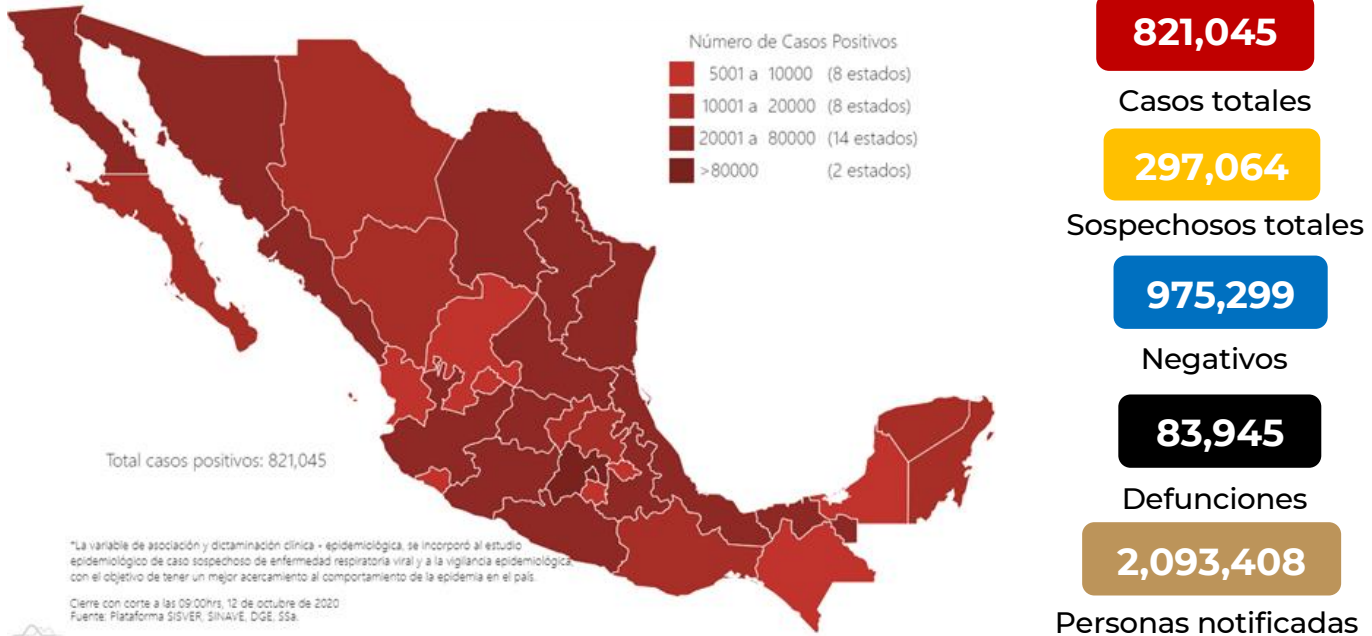 Número de Casos Positivos
5001 a 10000 (8 estados)
10001 a 20000 (8 estados)
20001 a 80000 (14 estados)
>80000 (2 estados)
Total casos positivos: 821,045
*La variable de asociación y dictaminación clínica - epidemiológica, se incorporó al estudio
epidemiológico de caso sospechoso de enfermedad respiratoria viral y a la vigilancia epidemiológica,
con el objetivo de tener un mejor acercamiento al comportamiento de la epidemia en el país.
Cierre con corte a las 09:00hrs, 12 de octubre de 2020
Fuente: Plataforma SISVER, SINAVE, DGE, SSa.
821,045
Casos totales
297,064
Sospechosos totales
975,299
Negativos
83,945
Defunciones
2,093,408
Personas notificadas